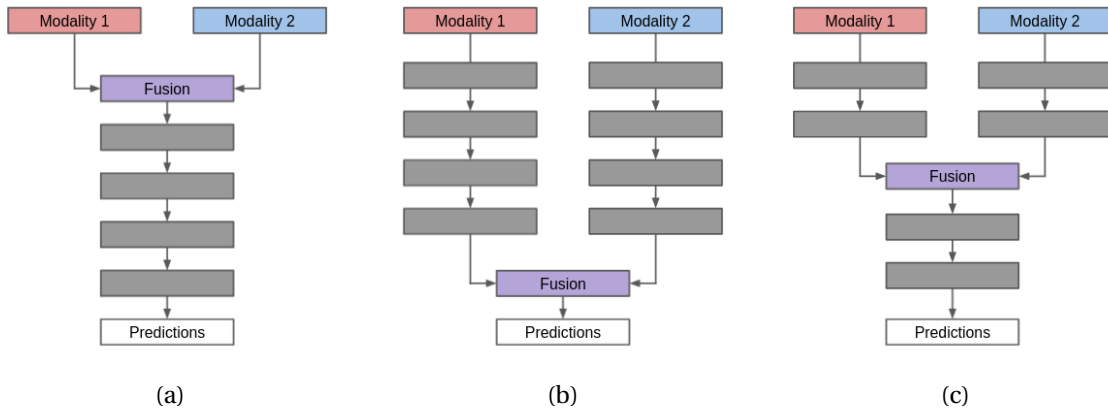 Modality 1
Modality 2
Fusion
Predictions
(a)
Modality 1
Modality 2
Fusion
Predictions
(b)
Modality 1
Modality 2
Fusion
Predictions
(c)